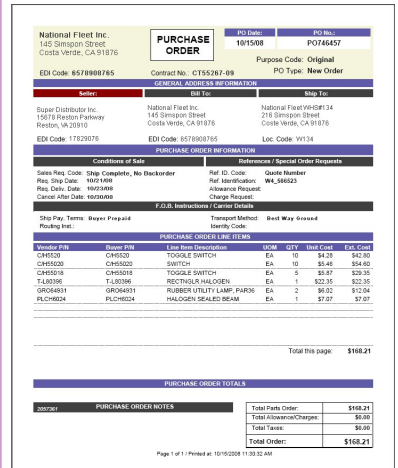 National Fleet Inc.
145 Simspon Street
Costa Verde, CA 91876
EDI Code: 6578908765
PURCHASE ORDER
Contract No.: CT55267-09
PO Date: PO No.:
10/15/08 PO746457
Purpose Code: Original
PO Type: New Order
GENERAL ADDRESS INFORMATION
Seller: Bill To: Ship To:
Super Distributor Inc. National Fleet Inc. National Fleet WHS#134
15678 Reston Parkway 145 Simspon Street 216 Simspon Street
Reston, VA 20910 Costa Verde, CA 91876 Coste Verde, CA 91876
EDI Code: 17829076 EDI Code: 6578908765 Loc. Code: W134
PURCHASE ORDER INFORMATION
Conditions of Sale References / Special Order Requests
Sales Req. Code: Ship Complete, No Backorder Ref. ID. Code: Quote Number
Req. Ship Date: 10/21/08 Ref. Identification: W4_566523
Req. Deliv. Date: 10/23/08 Allowance Request:
Cancel After Date: 10/30/08 Charge Request:
F.O.B. Instructions / Carrier Details
Ship Pay. Terms: Buyer Prepaid Transport Method: Best Way Ground
Routing Inst.: Identity Code:
PURCHASE ORDER LINE ITEMS
Vendor P/N Buyer P/N Line Item Description UOM QTY Unit Cost Ext. Cost
C/H5520 C/H5520 TOGGLE SWITCH EA 10 $4.28 $42.80
C/H55020 C/H55020 SWITCH EA 10 $5.46 $54.60
C/H55018 C/H55018 TOGGLE SWITCH EA 5 $5.87 $29.35
T-L80396 T-L80396 RECTNGLR.HALOGEN EA 1 $22.35 $22.35
GRO64931 GRO64931 RUBBER UTILITY LAMP, PAR36 EA 2 $6.02 $12.04
PLCH6024 PLCH6024 HALOGEN SEALED BEAM EA 1 $7.07 $7.07
Total this page: $168.21
PURCHASE ORDER TOTALS
2057361 PURCHASE ORDER NOTES
Total Parts Order: $168.21
Total Allowance/Charges: $0.00
Total Taxes: $0.00
Total Order: $168.21
Page 1 of 1 / Printed at: 10/15/2008 11:30:32 AM